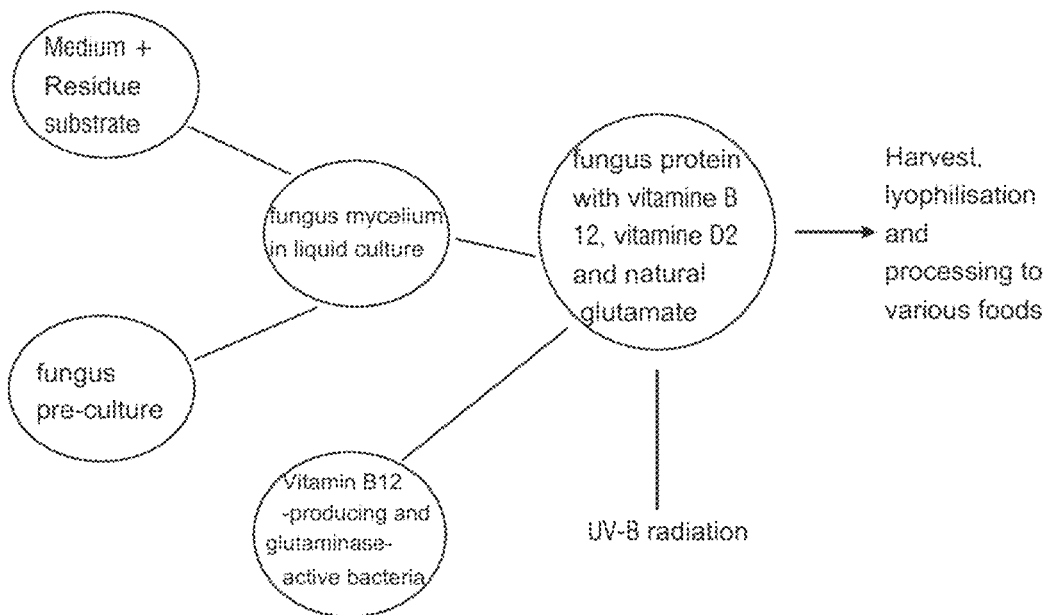 Medium +
Residue
substrate
fungus mycelium
in liquid culture
fungus
pre-culture
fungus protein
with vitamine B
12, vitamine D2
and natural
glutamate
Vitamin B12
-producing and
glutaminase-
active bacteria
UV-B radiation
Harvest,
lyophilisation
and
processing to
various foods